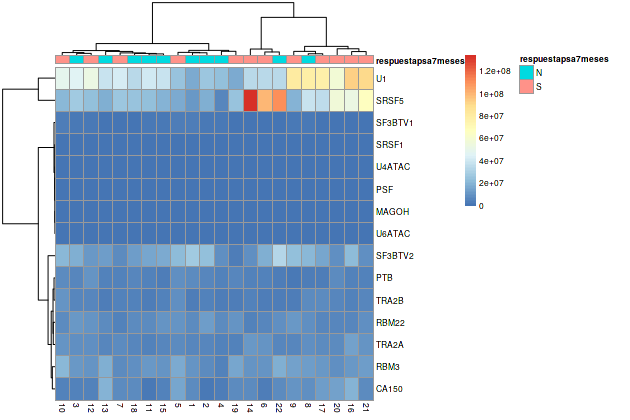 respuestapsa7meses
respuestapsa7meses
N
S
1.2e+08
1e+08
8e+07
6e+07
4e+07
2e+07
0
U1
SRSF5
SF3BTV1
SRSF1
U4ATAC
PSF
MAGOH
U6ATAC
SF3BTV2
PTB
TRA2B
RBM22
TRA2A
RBM3
CA150
10 3 12 13 7 18 11 15 5 1 2 4 19 14 6 22 9 8 17 20 16 21